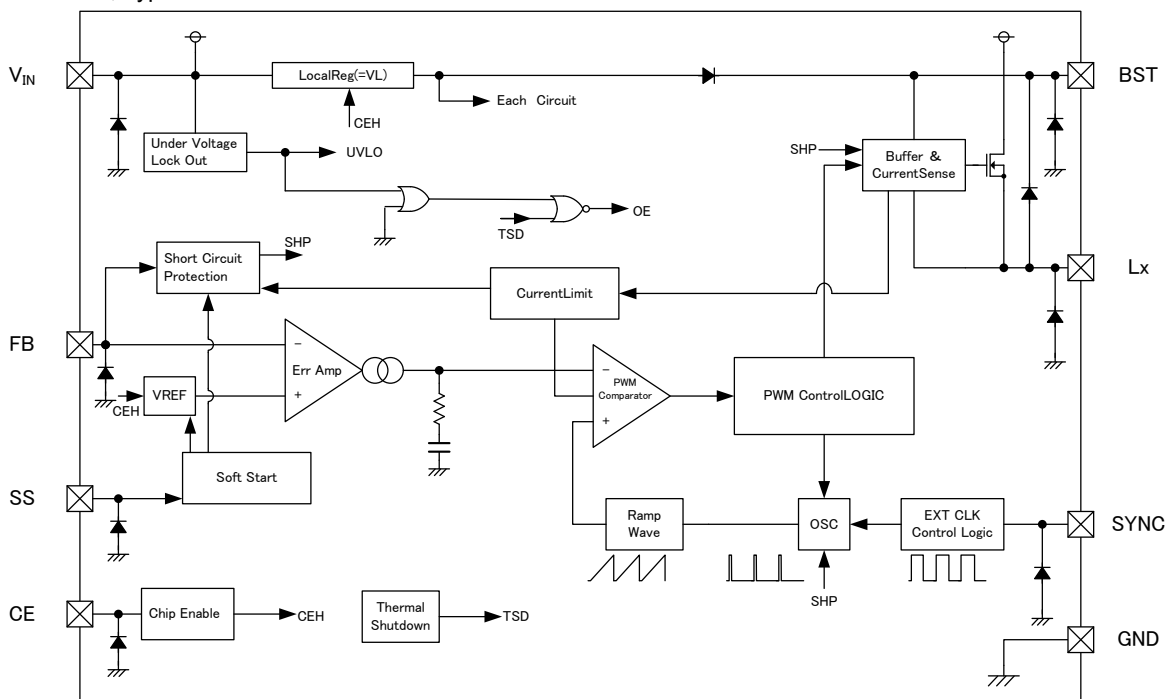 VIN
LocalReg(=VL)
BST
Each Circuit
CEH
Under Voltage
Lock Out
UVLO
SHP
Buffer &
CurrentSense
OE
TSD
SHP
Short Circuit
Protection
CurrentLimit
Lx
FB
−
Err Amp
+
CEH
VREF
−
PWM
Comparator
+
PWM ControlLOGIC
Soft Start
SS
Ramp
Wave
OSC
EXT CLK
Control Logic
SYNC
SHP
CE
Chip Enable
CEH
Thermal
Shutdown
TSD
GND